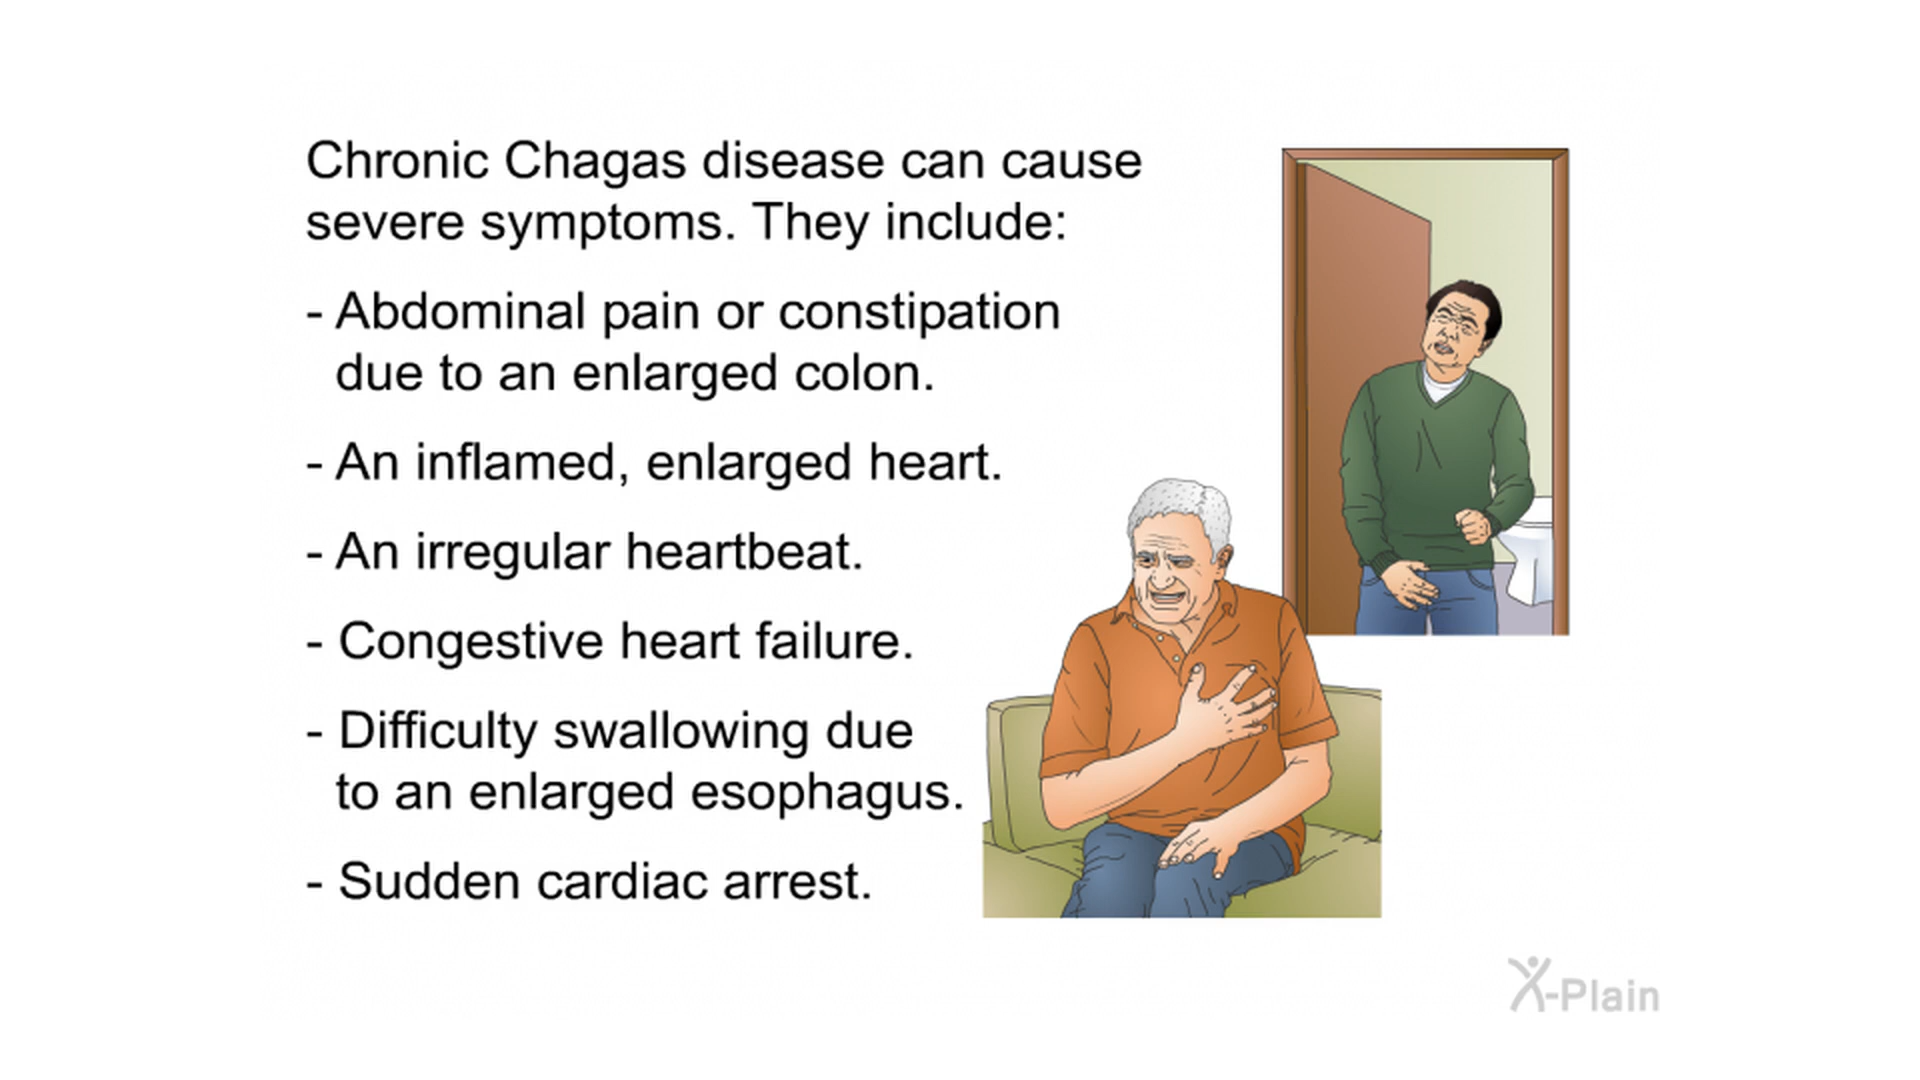 Chronic Chagas disease can cause
severe symptoms. They include:
- Abdominal pain or constipation
due to an enlarged colon.
- An inflamed, enlarged heart.
- An irregular heartbeat.
- Congestive heart failure.
- Difficulty swallowing due
to an enlarged esophagus.
- Sudden cardiac arrest.
X-Plain